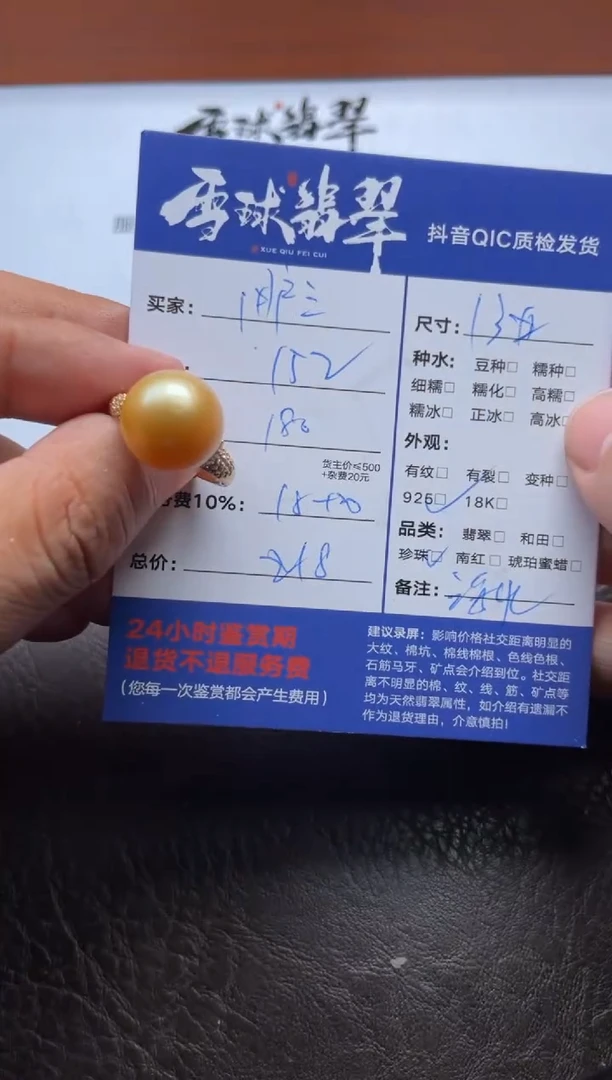 雪球翡翠
雪球翡翠
XUE QIU FEI CUI
抖音QIC质检发货
买家:
152
180
货主价≤500
+杂费20元
费10%: 18+20
总价: 218
尺寸:
种水: 豆种□ 糯种□
细糯□ 糯化□ 高糯□
糯冰□ 正冰□ 高冰□
外观:
有纹□ 有裂□ 变种□
925☑ 18K□
品类: 翡翠□ 和田□
珍珠☑ 南红□ 琥珀蜜蜡□
备注: 海水
24小时鉴赏期
退货不退服务费
(您每一次鉴赏都会产生费用)
建议录屏:影响价格社交距离明显的
大纹、棉坑、棉线棉根、色线色根、
石筋马牙、矿点会介绍到位。社交距
离不明显的棉、纹、线、筋、矿点等
均为天然翡翠属性,如介绍有遗漏不
作为退货理由,介意慎拍!